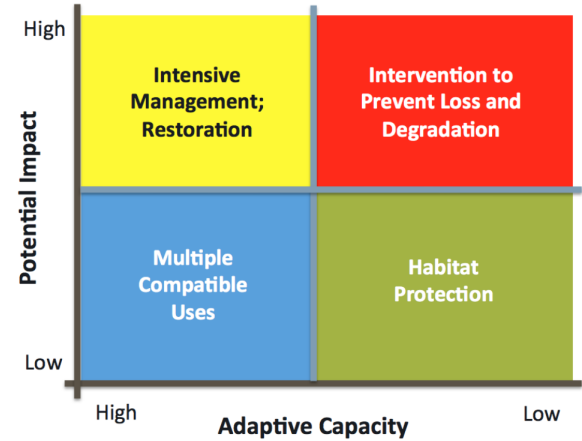 High
Intensive
Management;
Restoration
Intervention to
Prevent Loss and
Degradation
Potential Impact
Multiple
Compatible
Uses
Habitat
Protection
Low
High
Adaptive Capacity
Low